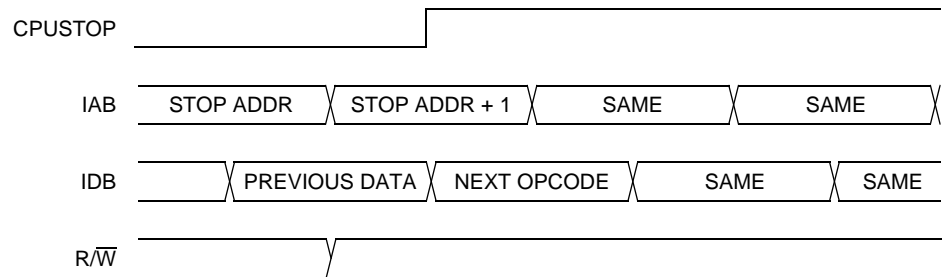 CPUSTOP
IAB STOP ADDR STOP ADDR + 1 SAME SAME
IDB PREVIOUS DATA NEXT OPCODE SAME SAME
R/W̅